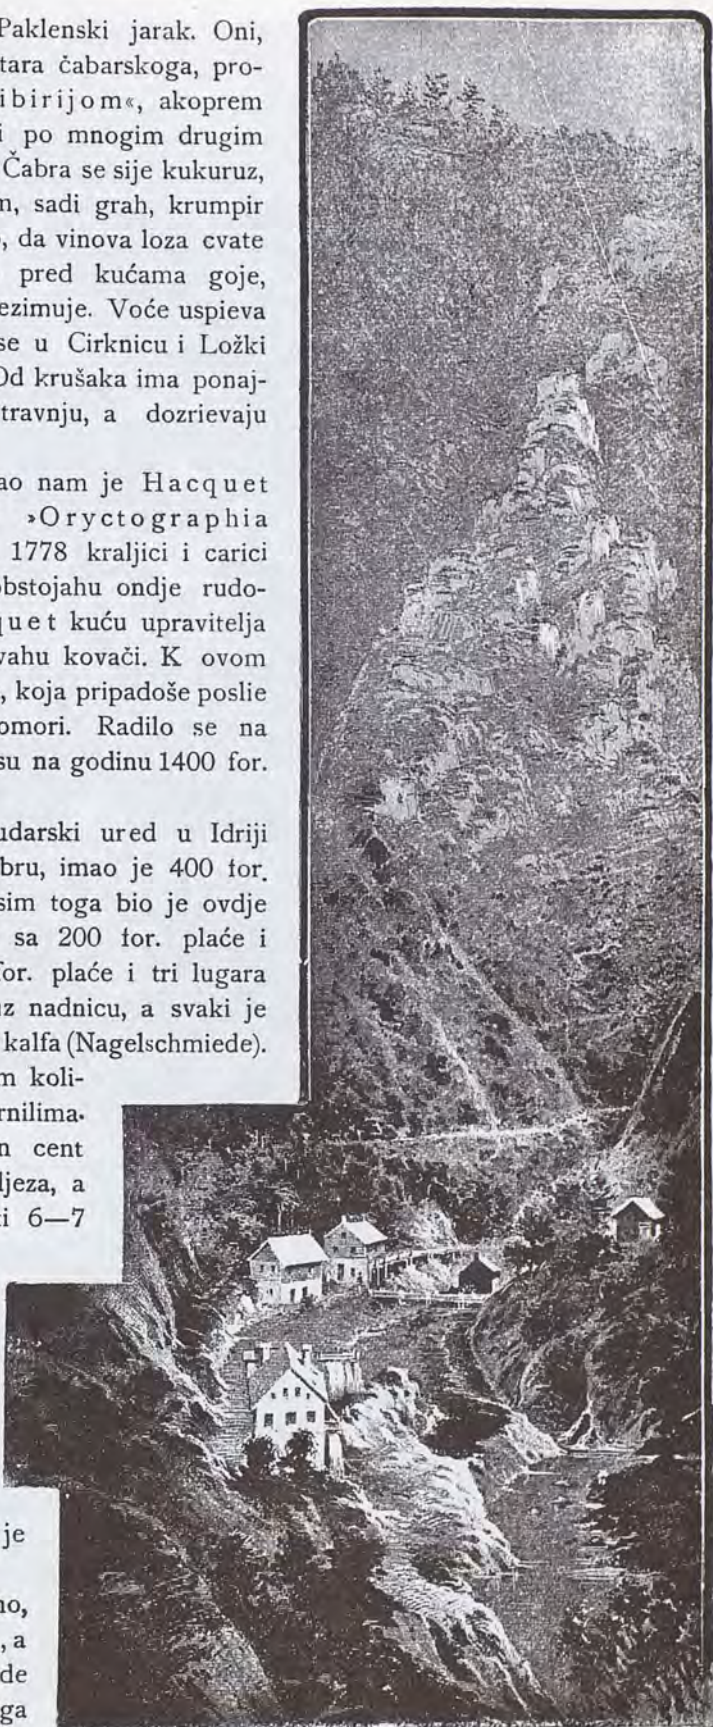 Paklenski jarak. Oni,
tara čabarskoga, pro-
ibirijom«, akoprem
i po mnogim drugim
Čabra se sije kukuruz,
n, sadi grah, krumpir
, da vinova loza cvate
pred kućama goje,
ezimuje. Voće uspieva
se u Cirknicu i Ložki
Od krušaka ima ponaj-
travnju, a dozrievaju
ao nam je Hacquet
»Oryctographia
1778 kraljici i carici
obstojahu ondje rudo-
quet kuću upravitelja
vahu kovači. K ovom
, koja pripadoše poslie
omori. Radilo se na
su na godinu 1400 for.
udarski ured u Idriji
bru, imao je 400 for.
sim toga bio je ovdje
sa 200 for. plaće i
for. plaće i tri lugara
uz nadnicu, a svaki je
kalfa (Nagelschmiede).
m koli-
rnilima.
n cent
ljeza, a
ti 6—7
je
no,
, a
de
ga